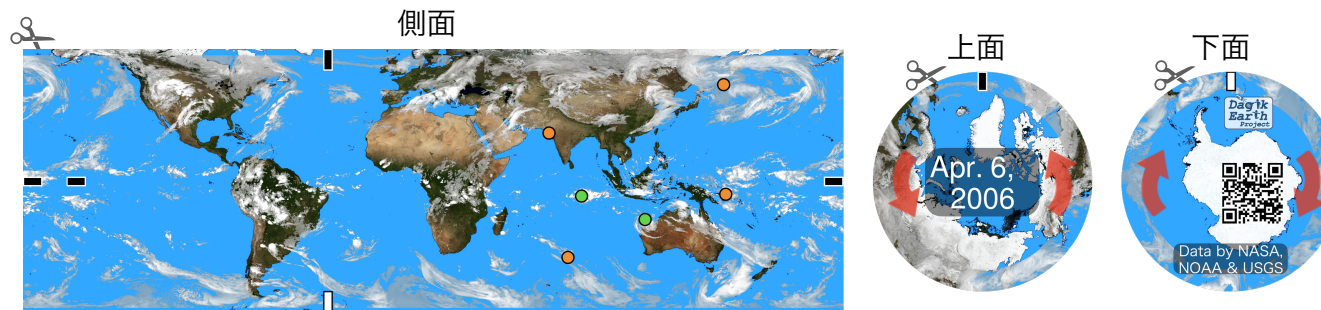 側面
上面
下面
Apr. 6,
2006
Dagik
Earth
Project
Data by NASA,
NOAA & USGS